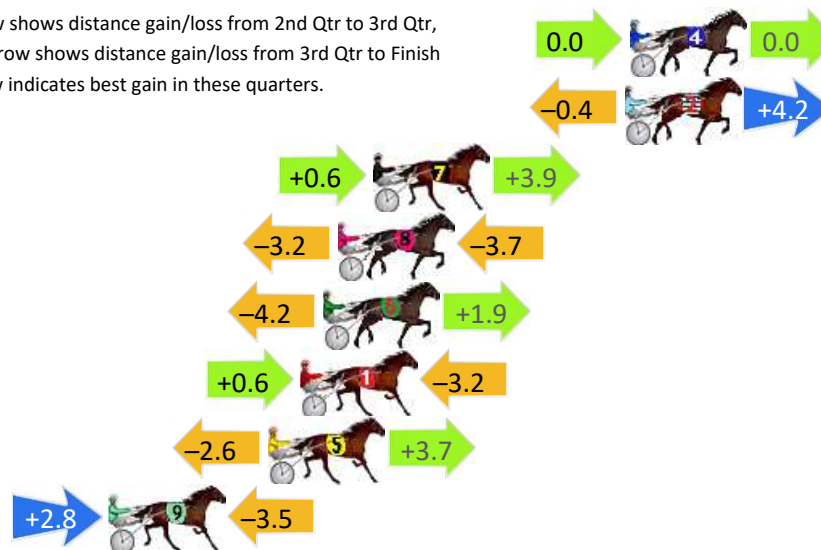 shows distance gain/loss from 2nd Qtr to 3rd Qtr,
row shows distance gain/loss from 3rd Qtr to Finish
indicates best gain in these quarters.
0.0 4 0.0
–0.4 2 +4.2
+0.6 7 +3.9
–3.2 8 –3.7
–4.2 +1.9
+0.6 1 –3.2
–2.6 5 +3.7
+2.8 9 –3.5